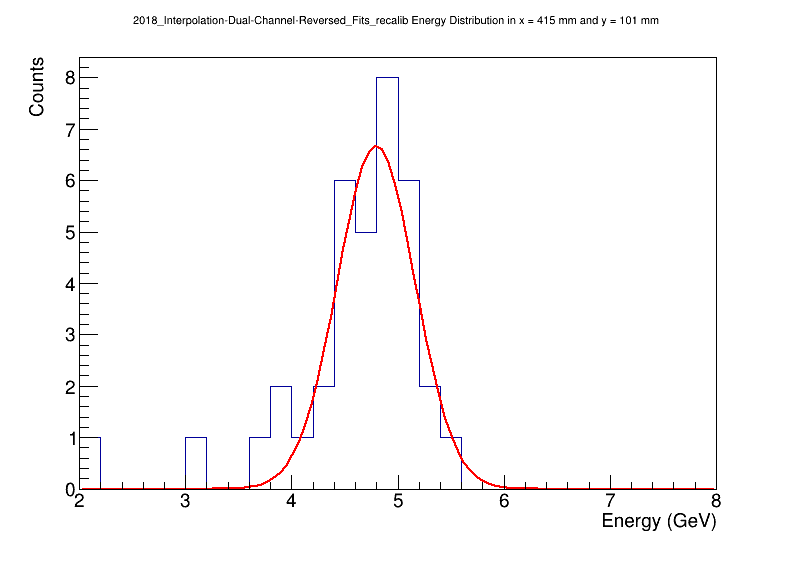 2018_Interpolation-Dual-Channel-Reversed_Fits_recalib Energy Distribution in x = 415 mm and y = 101 mm
Counts
8
7
6
5
4
3
2
1
0
2 3 4 5 6 7 8
Energy (GeV)